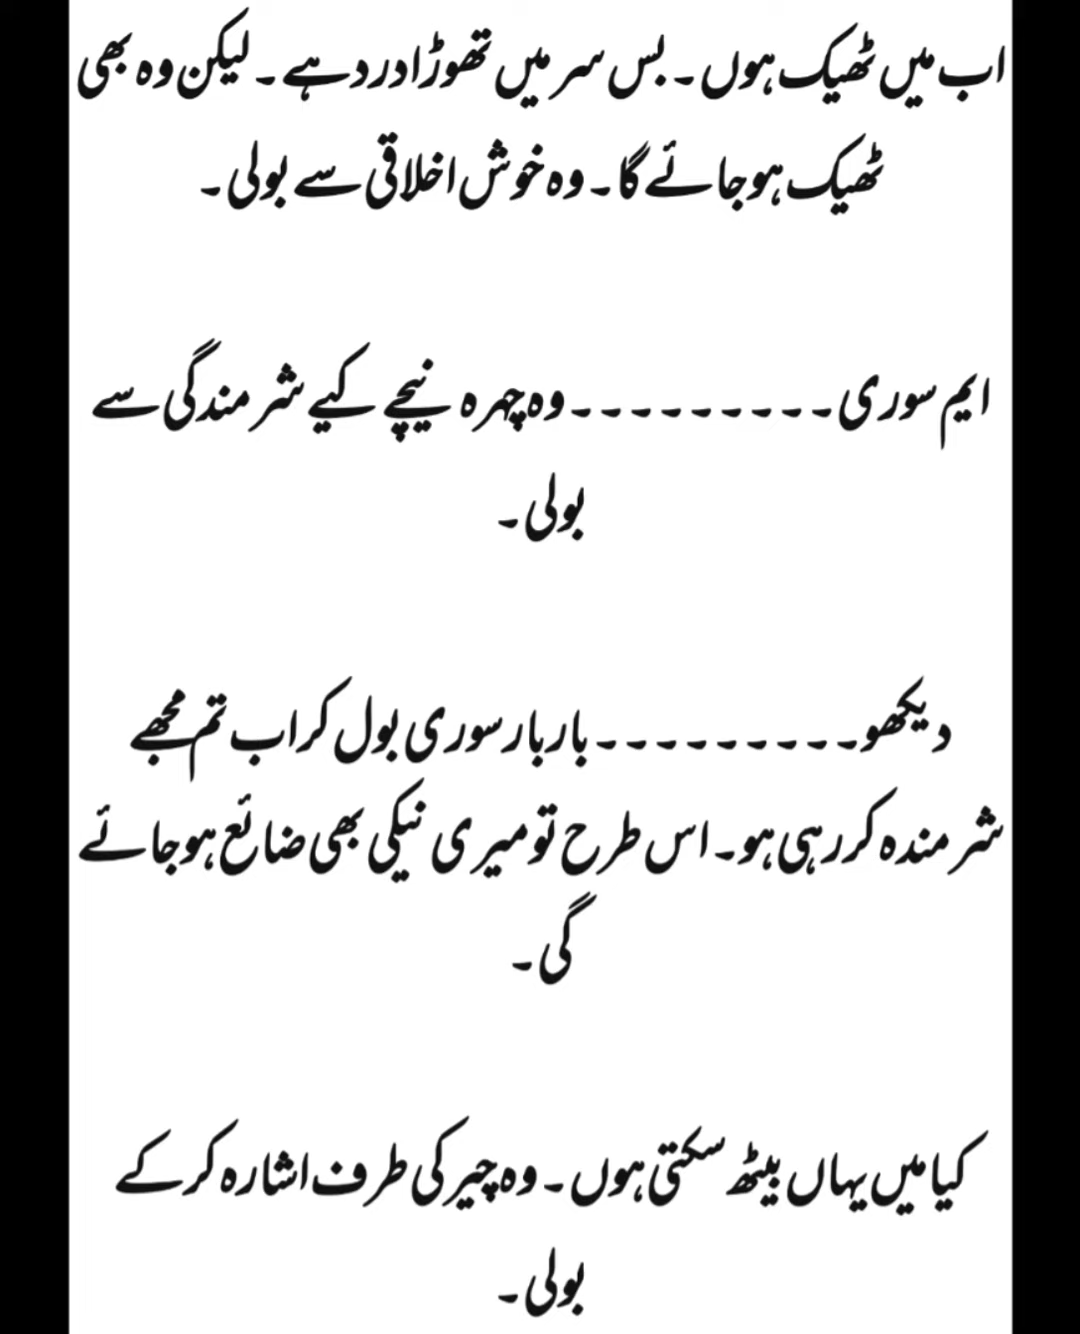 اب میں ٹھیک ہوں۔ بس سر میں تھوڑا درد ہے۔ لیکن وہ بھی
ٹھیک ہو جائے گا۔ وہ خوش اخلاقی سے بولی۔
ایم سوری۔۔۔۔۔۔۔۔۔ وہ چہرہ نیچے کیے شرمندگی سے
بولی۔
دیکھو۔۔۔۔۔۔۔۔۔ بار بار سوری بول کر اب تم مجھے
شرمندہ کر رہی ہو۔ اس طرح تو میری نیکی بھی ضائع ہو جائے
گی۔
کیا میں یہاں بیٹھ سکتی ہوں۔ وہ چیر کی طرف اشارہ کر کے
بولی۔